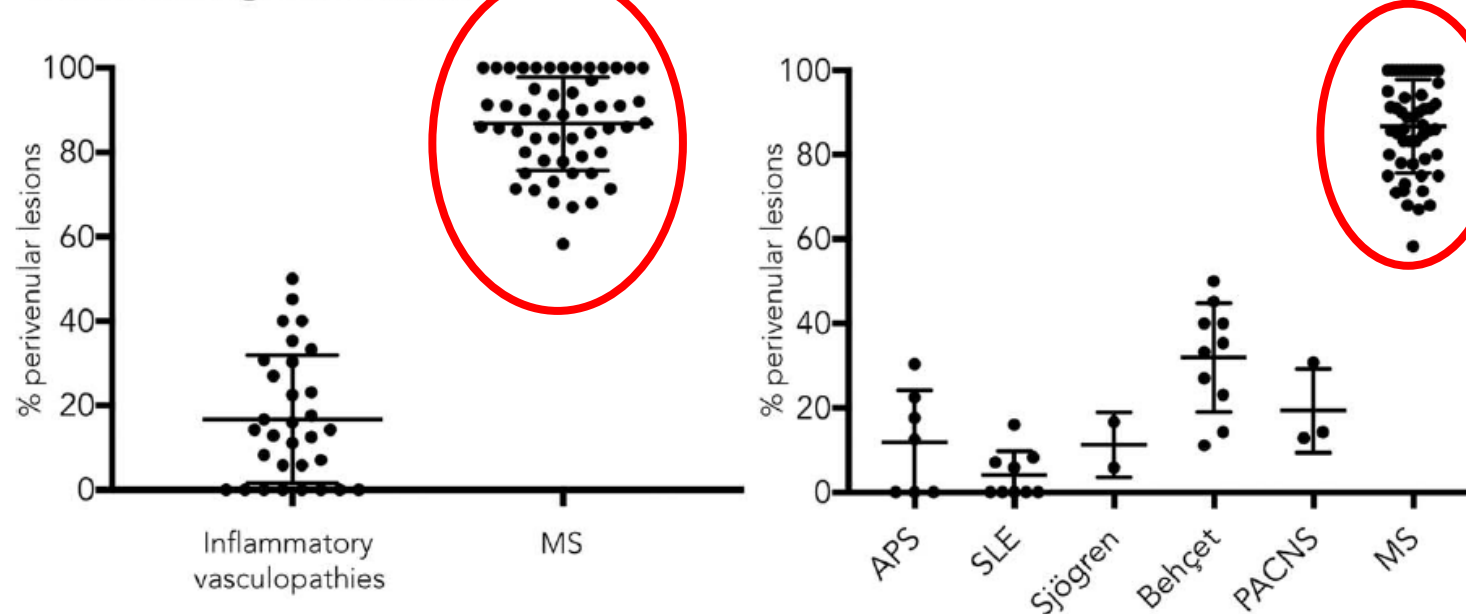 % perivenular lesions
100
80
60
40
20
0
Inflammatory
vasculopathies
MS
% perivenular lesions
100
80
60
40
20
0
APS
SLE
Sjögren
Behçet
PACNS
MS